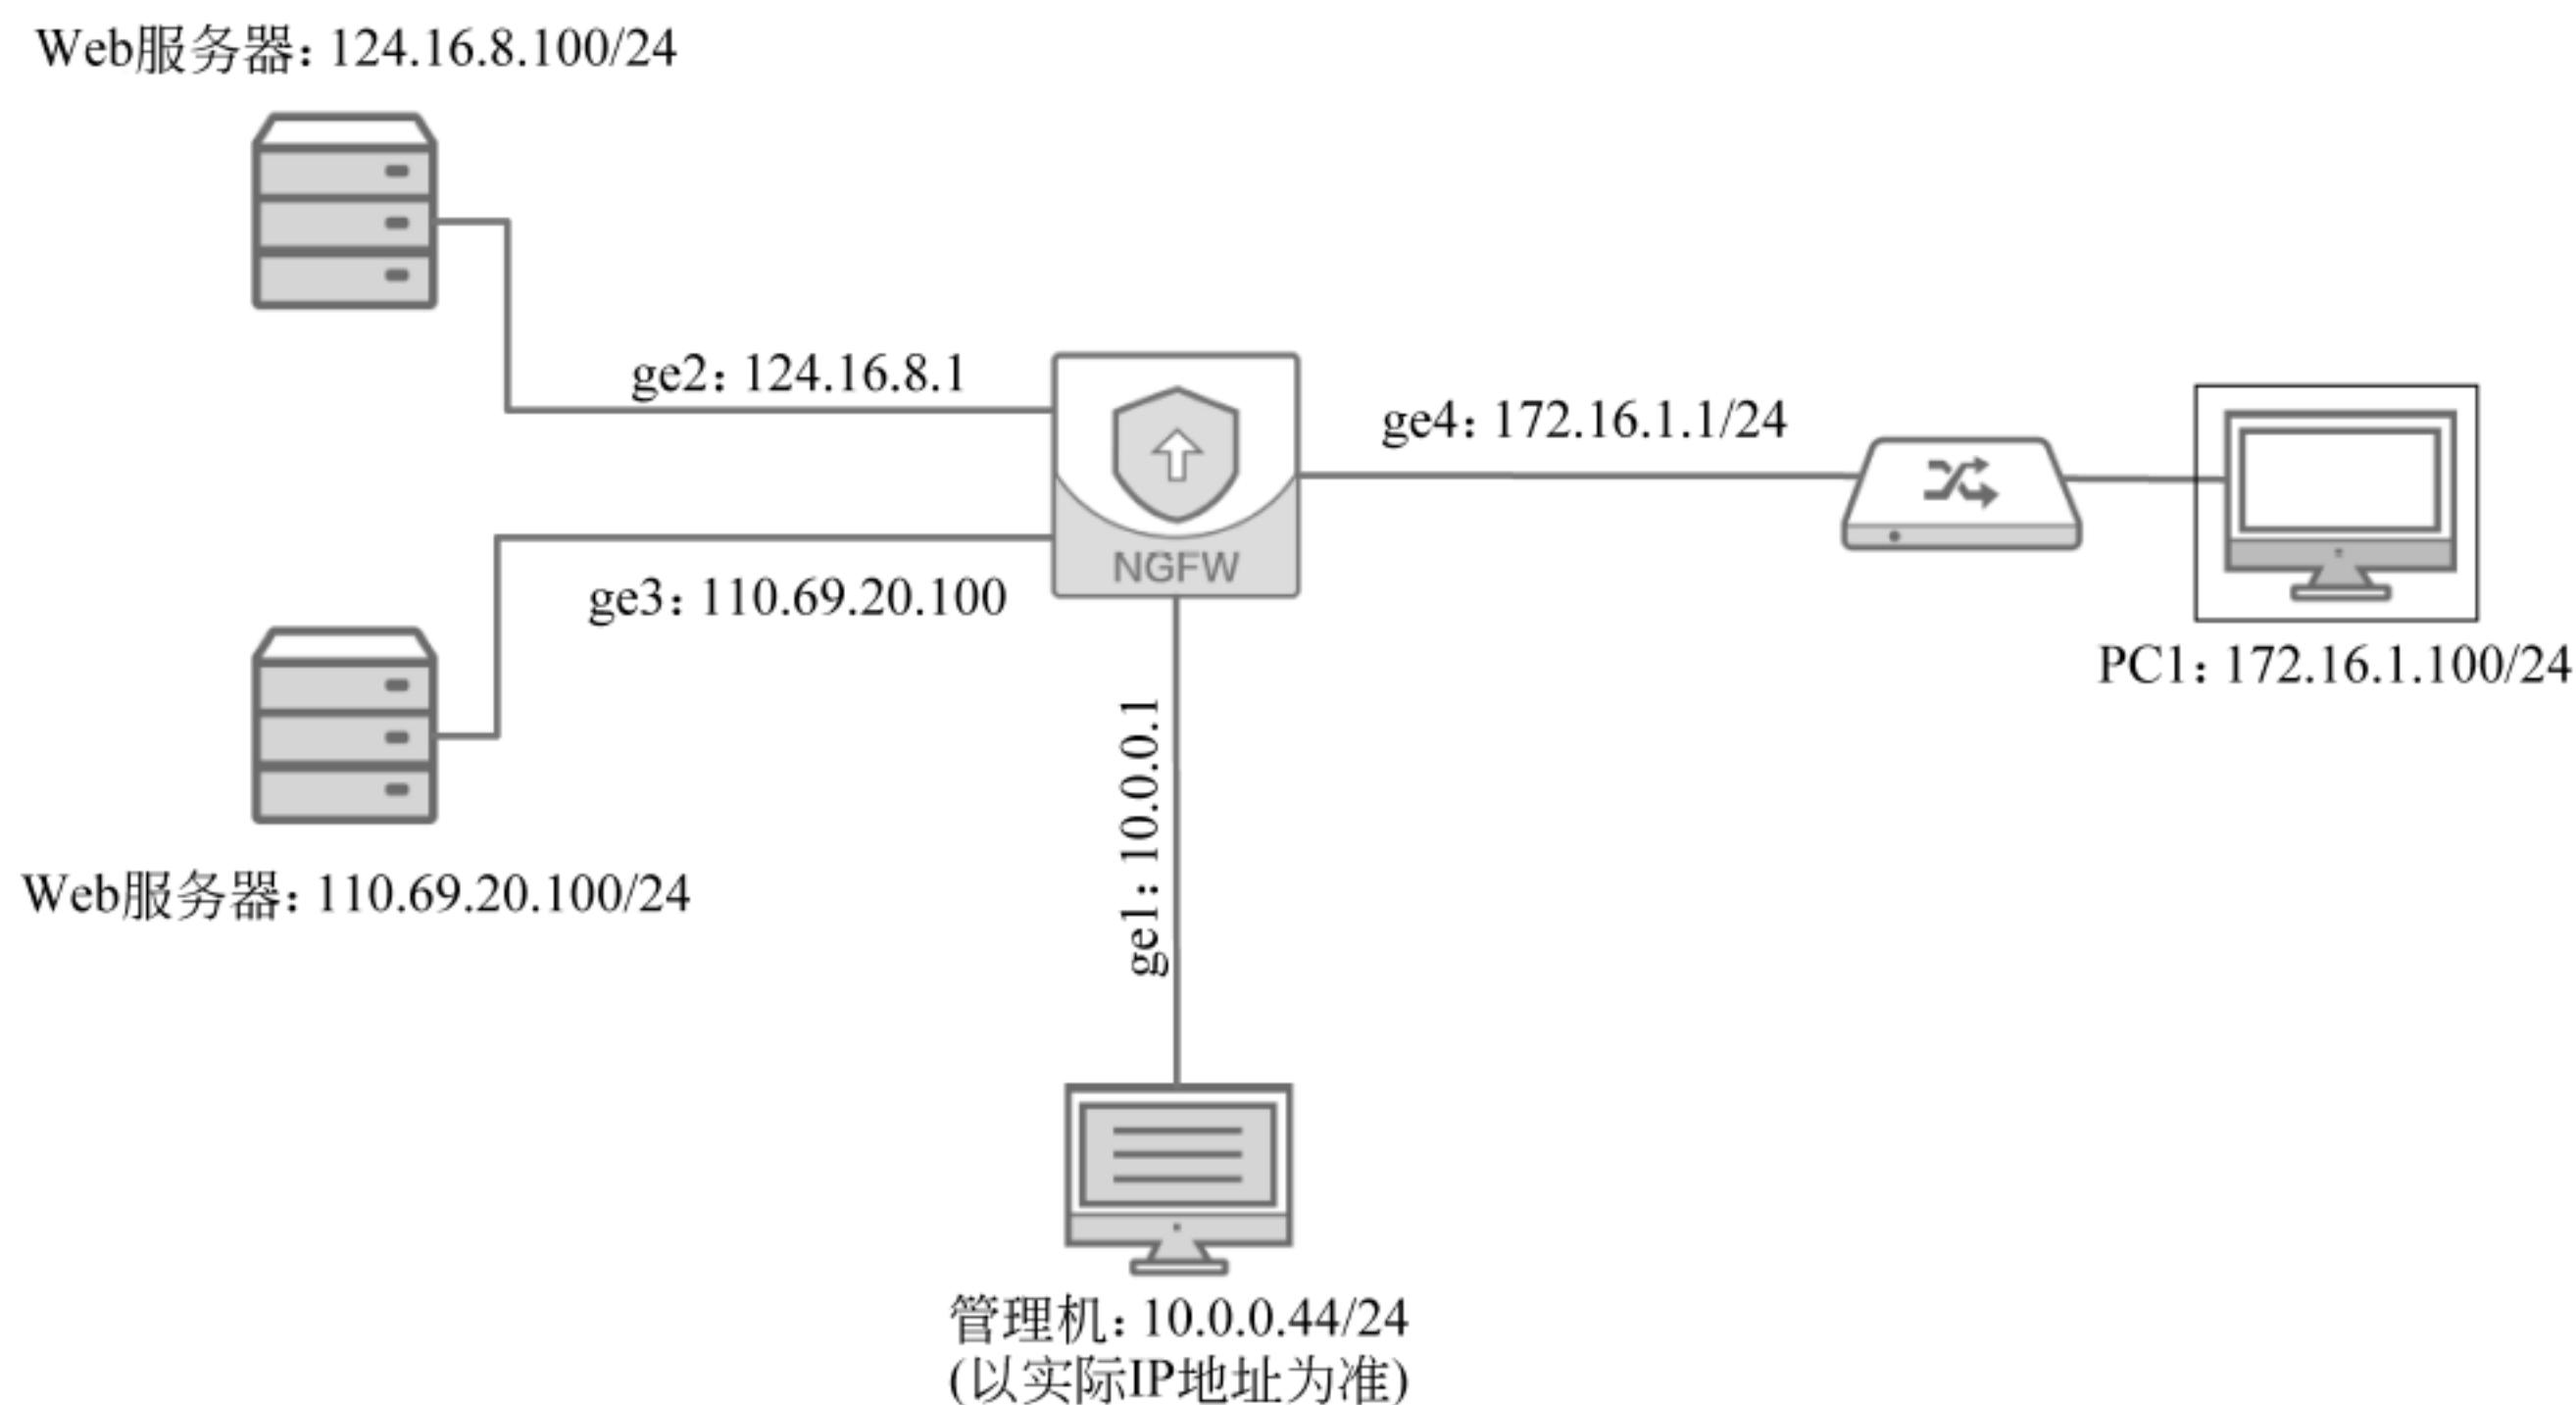 Web服务器：124.16.8.100/24
ge2：124.16.8.1
ge4：172.16.1.1/24
NGFW
ge3：110.69.20.100
PC1：172.16.1.100/24
ge1：10.0.0.1
Web服务器：110.69.20.100/24
管理机：10.0.0.44/24
(以实际IP地址为准)